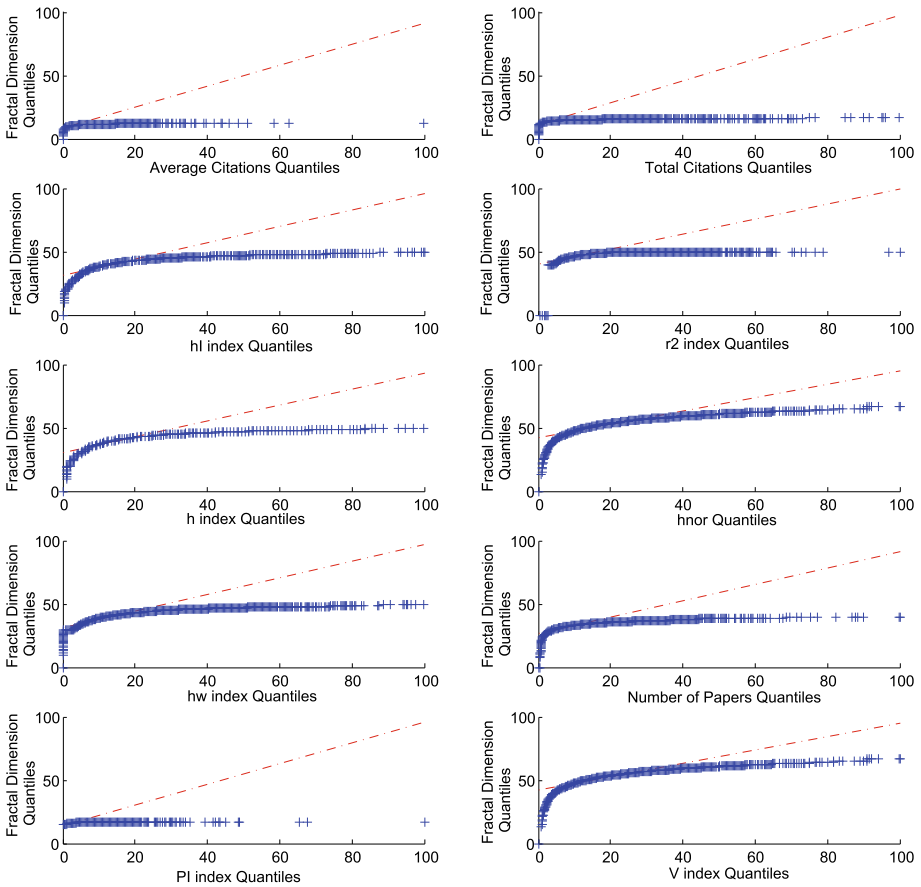 Fractal Dimension
Quantiles
100
50
0
0 20 40 60 80 100
Average Citations Quantiles
Fractal Dimension
Quantiles
100
50
0
0 20 40 60 80 100
Total Citations Quantiles
Fractal Dimension
Quantiles
100
50
0
0 20 40 60 80 100
hI index Quantiles
Fractal Dimension
Quantiles
100
50
0
0 20 40 60 80 100
r2 index Quantiles
Fractal Dimension
Quantiles
100
50
0
0 20 40 60 80 100
h index Quantiles
Fractal Dimension
Quantiles
100
50
0
0 20 40 60 80 100
hnor Quantiles
Fractal Dimension
Quantiles
100
50
0
0 20 40 60 80 100
hw index Quantiles
Fractal Dimension
Quantiles
100
50
0
0 20 40 60 80 100
Number of Papers Quantiles
Fractal Dimension
Quantiles
100
50
0
0 20 40 60 80 100
PI index Quantiles
Fractal Dimension
Quantiles
100
50
0
0 20 40 60 80 100
V index Quantiles